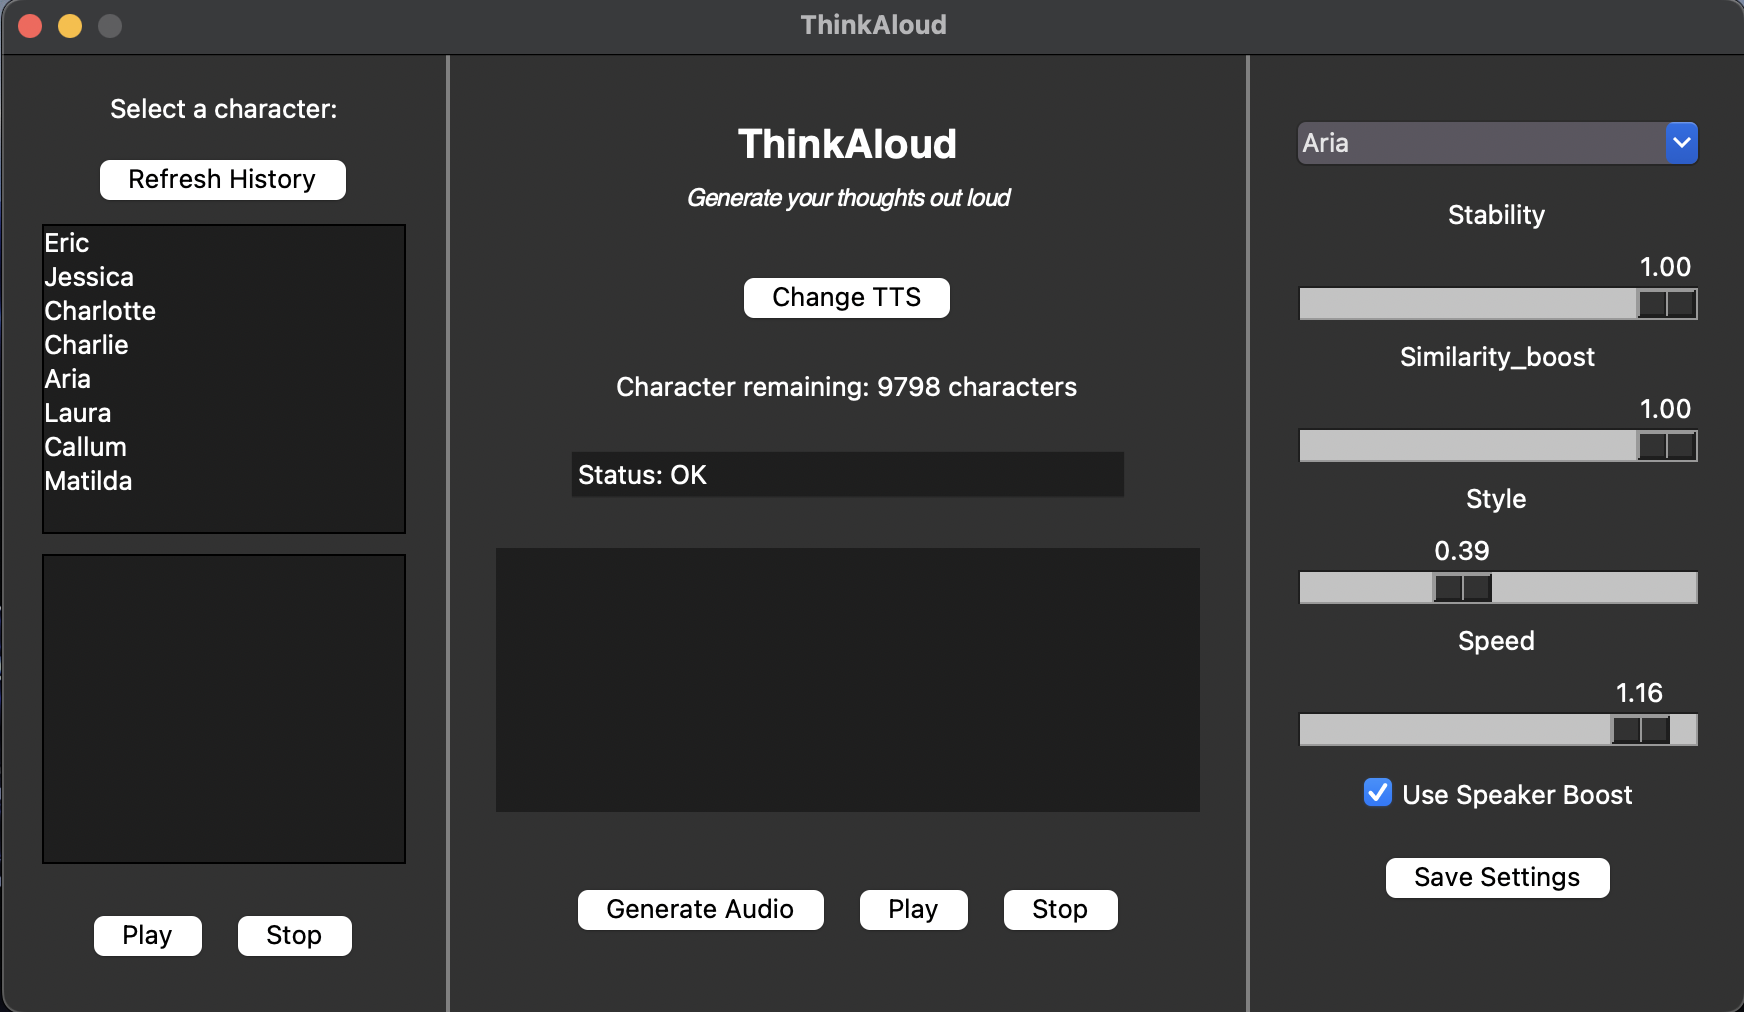 ThinkAloud
Select a character:
Refresh History
Eric
Jessica
Charlotte
Charlie
Aria
Laura
Callum
Matilda
Play
Stop
ThinkAloud
Generate your thoughts out loud
Change TTS
Character remaining: 9798 characters
Status: OK
Generate Audio
Play
Stop
Aria
Stability
1.00
Similarity_boost
1.00
Style
0.39
Speed
1.16
Use Speaker Boost
Save Settings